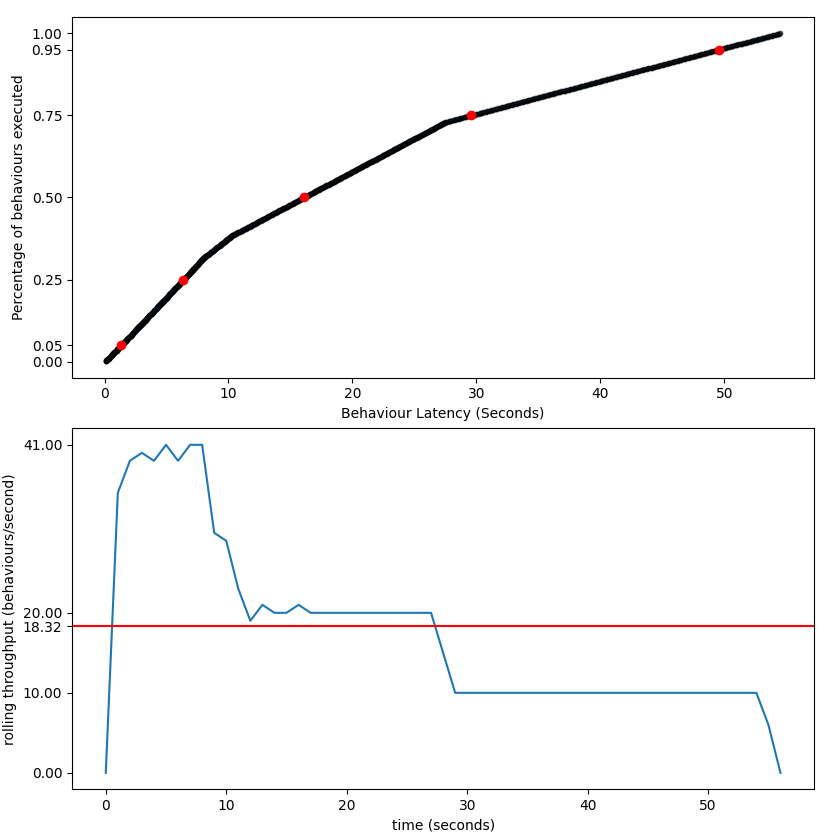 1.00
0.95
0.75
0.50
0.25
0.05
0.00
Percentage of behaviours executed
0 10 20 30 40 50
Behaviour Latency (Seconds)
41.00
20.00
18.32
10.00
0.00
rolling throughput (behaviours/second)
0 10 20 30 40 50
time (seconds)